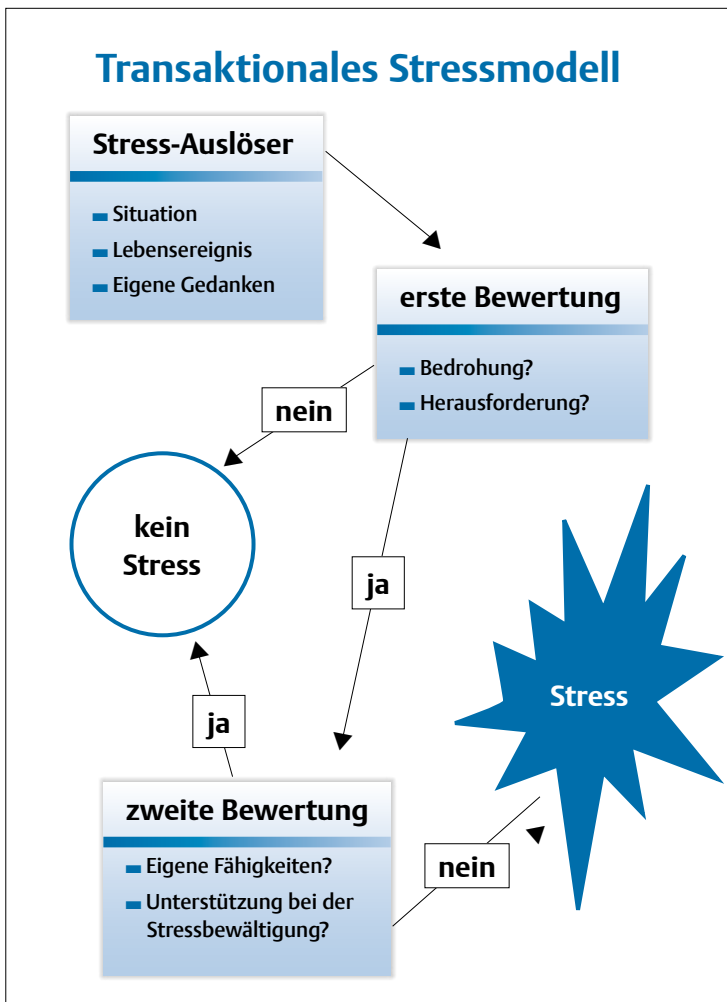 Transaktionales Stressmodell
Stress-Auslöser
Situation
Lebensereignis
Eigene Gedanken
erste Bewertung
Bedrohung?
Herausforderung?
nein
kein
Stress
ja
Stress
ja
zweite Bewertung
Eigene Fähigkeiten?
Unterstützung bei der
Stressbewältigung?
nein